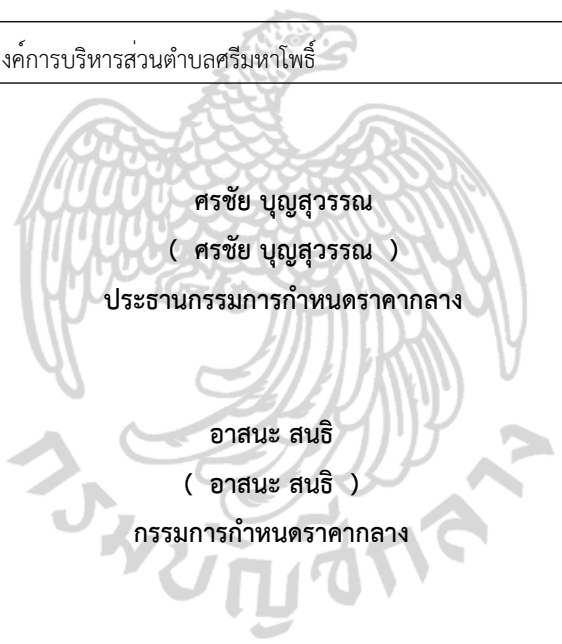 งค์การบริหารส่วนตำบลศรีมหาโพธิ์
ศรชัย บุญสุวรรณ
( ศรชัย บุญสุวรรณ )
ประธานกรรมการกำหนดราคากลาง
อาสนะ สนธิ
( อาสนะ สนธิ )
กรรมการกำหนดราคากลาง
กรมบัญชีกลาง